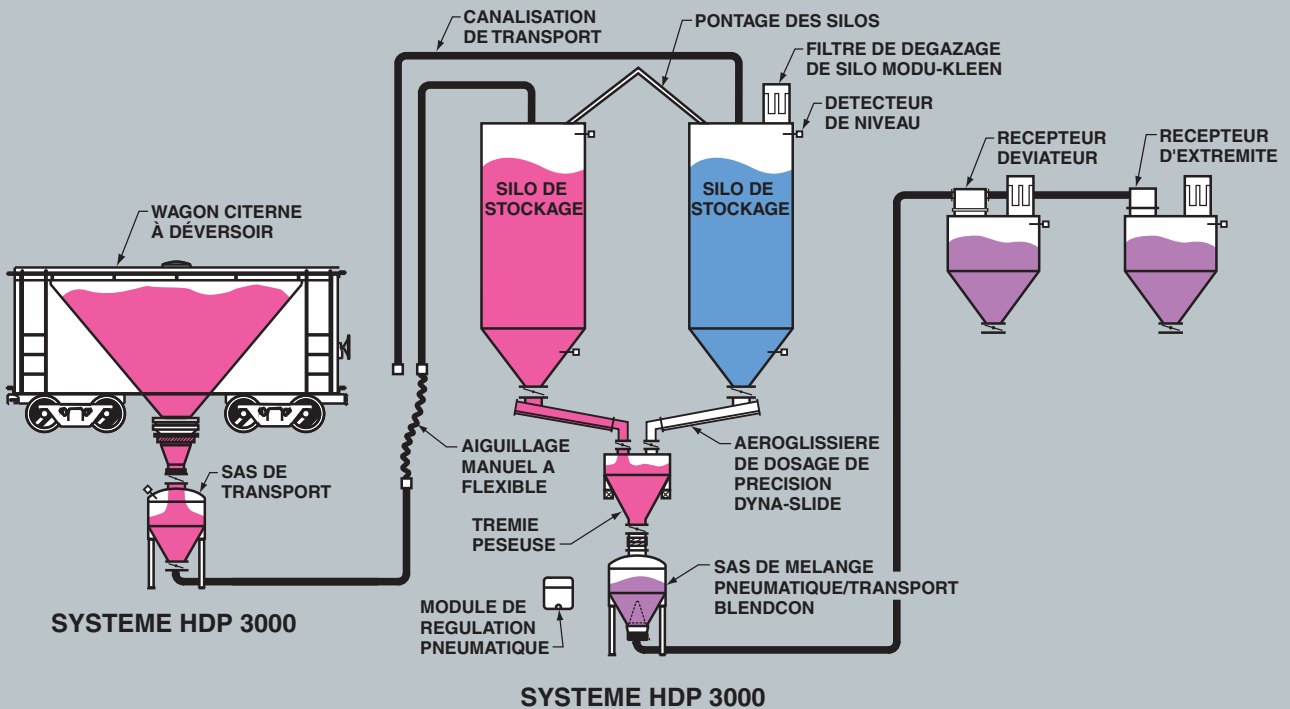 CANALISATION
DE TRANSPORT
PONTAGE DES SILOS
FILTRE DE DEGAZAGE
DE SILO MODU-KLEEN
DETECTEUR
DE NIVEAU
RECEPTEUR
DEVIATEUR
RECEPTEUR
D'EXTREMITE
SILO DE
STOCKAGE
SILO DE
STOCKAGE
WAGON CITERNE
À DÉVERSOIR
SAS DE
TRANSPORT
AIGUILLAGE
MANUEL A
FLEXIBLE
AEROGLISSIERE
DE DOSAGE DE
PRECISION
DYNA-SLIDE
TREMIE
PESEUSE
SAS DE MELANGE
PNEUMATIQUE/TRANSPORT
BLENDCON
MODULE DE
REGULATION
PNEUMATIQUE
SYSTEME HDP 3000
SYSTEME HDP 3000